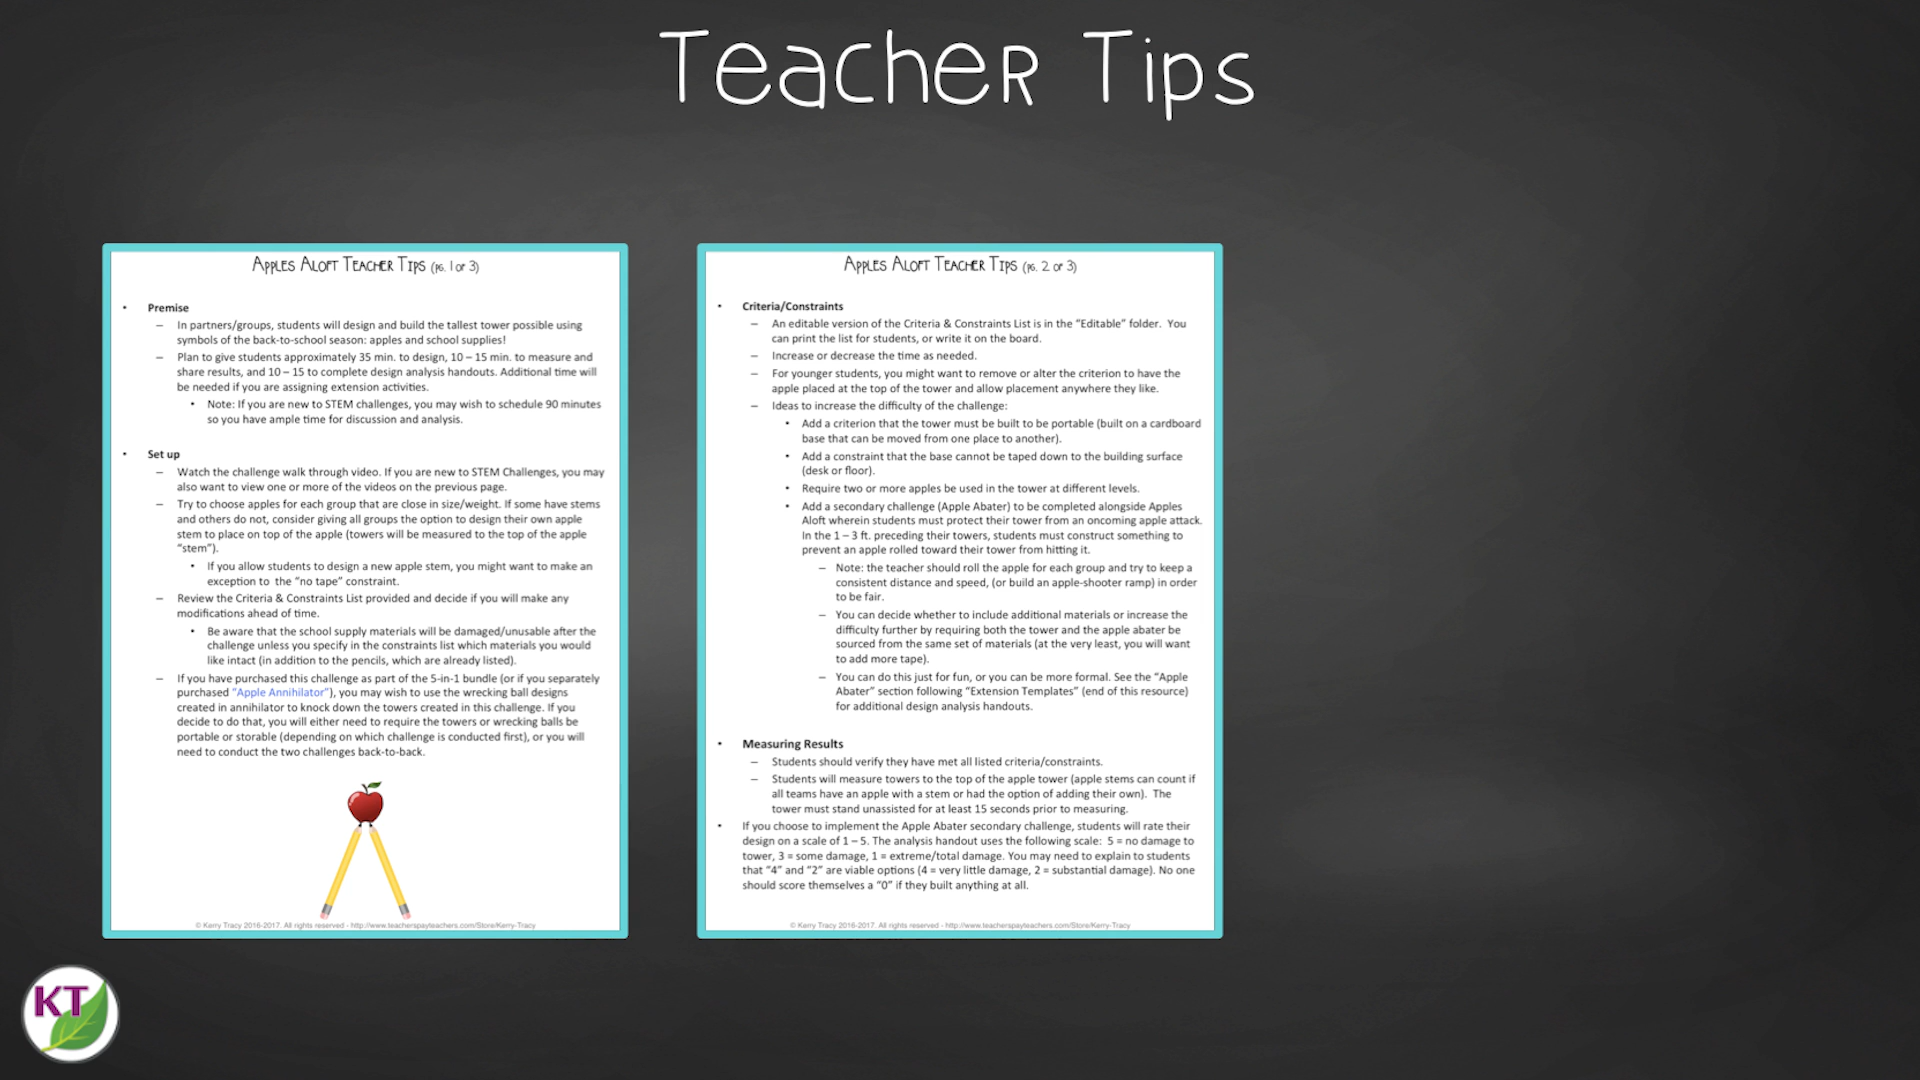 Teacher Tips
Apples Aloft Teacher Tips (pg. 1 of 3)
• Premise
– In partners/groups, students will design and build the tallest tower possible using
symbols of the back-to-school season: apples and school supplies!
– Plan to give students approximately 35 min. to design, 10 – 15 min. to measure and
share results, and 10 – 15 to complete design analysis handouts. Additional time will
be needed if you are assigning extension activities.
• Note: If you are new to STEM challenges, you may wish to schedule 90 minutes
so you have ample time for discussion and analysis.
• Set up
– Watch the challenge walk through video. If you are new to STEM Challenges, you may
also want to view one or more of the videos on the previous page.
– Try to choose apples for each group that are close in size/weight. If some have stems
and others do not, consider giving all groups the option to design their own apple
stem to place on top of the apple (towers will be measured to the top of the apple
“stem”).
• If you allow students to design a new apple stem, you might want to make an
exception to the “no tape” constraint.
– Review the Criteria & Constraints List provided and decide if you will make any
modifications ahead of time.
• Be aware that the school supply materials will be damaged/unusable after the
challenge unless you specify in the constraints list which materials you would
like intact (in addition to the pencils, which are already listed).
– If you have purchased this challenge as part of the 5-in-1 bundle (or if you separately
purchased “Apple Annihilator”), you may wish to use the wrecking ball designs
created in annihilator to knock down the towers created in this challenge. If you
decide to do that, you will either need to require the towers or wrecking balls be
portable or storable (depending on which challenge is conducted first), or you will
need to conduct the two challenges back-to-back.
© Kerry Tracy 2016-2017. All rights reserved - http://www.teacherspayteachers.com/Store/Kerry-Tracy
Apples Aloft Teacher Tips (pg. 2 of 3)
• Criteria/Constraints
– An editable version of the Criteria & Constraints List is in the “Editable” folder. You
can print the list for students, or write it on the board.
– Increase or decrease the time as needed.
– For younger students, you might want to remove or alter the criterion to have the
apple placed at the top of the tower and allow placement anywhere they like.
– Ideas to increase the difficulty of the challenge:
• Add a criterion that the tower must be built to be portable (built on a cardboard
base that can be moved from one place to another).
• Add a constraint that the base cannot be taped down to the building surface
(desk or floor).
• Require two or more apples be used in the tower at different levels.
• Add a secondary challenge (Apple Abater) to be completed alongside Apples
Aloft wherein students must protect their tower from an oncoming apple attack.
In the 1 – 3 ft. preceding their towers, students must construct something to
prevent an apple rolled toward their tower from hitting it.
– Note: the teacher should roll the apple for each group and try to keep a
consistent distance and speed, (or build an apple-shooter ramp) in order
to be fair.
– You can decide whether to include additional materials or increase the
difficulty further by requiring both the tower and the apple abater be
sourced from the same set of materials (at the very least, you will want
to add more tape).
– You can do this just for fun, or you can be more formal. See the “Apple
Abater” section following “Extension Templates” (end of this resource)
for additional design analysis handouts.
• Measuring Results
– Students should verify they have met all listed criteria/constraints.
– Students will measure towers to the top of the apple tower (apple stems can count if
all teams have an apple with a stem or had the option of adding their own). The
tower must stand unassisted for at least 15 seconds prior to measuring.
• If you choose to implement the Apple Abater secondary challenge, students will rate their
design on a scale of 1 – 5. The analysis handout uses the following scale: 5 = no damage to
tower, 3 = some damage, 1 = extreme/total damage. You may need to explain to students
that “4” and “2” are viable options (4 = very little damage, 2 = substantial damage). No one
should score themselves a “0” if they built anything at all.
© Kerry Tracy 2016-2017. All rights reserved - http://www.teacherspayteachers.com/Store/Kerry-Tracy
KT